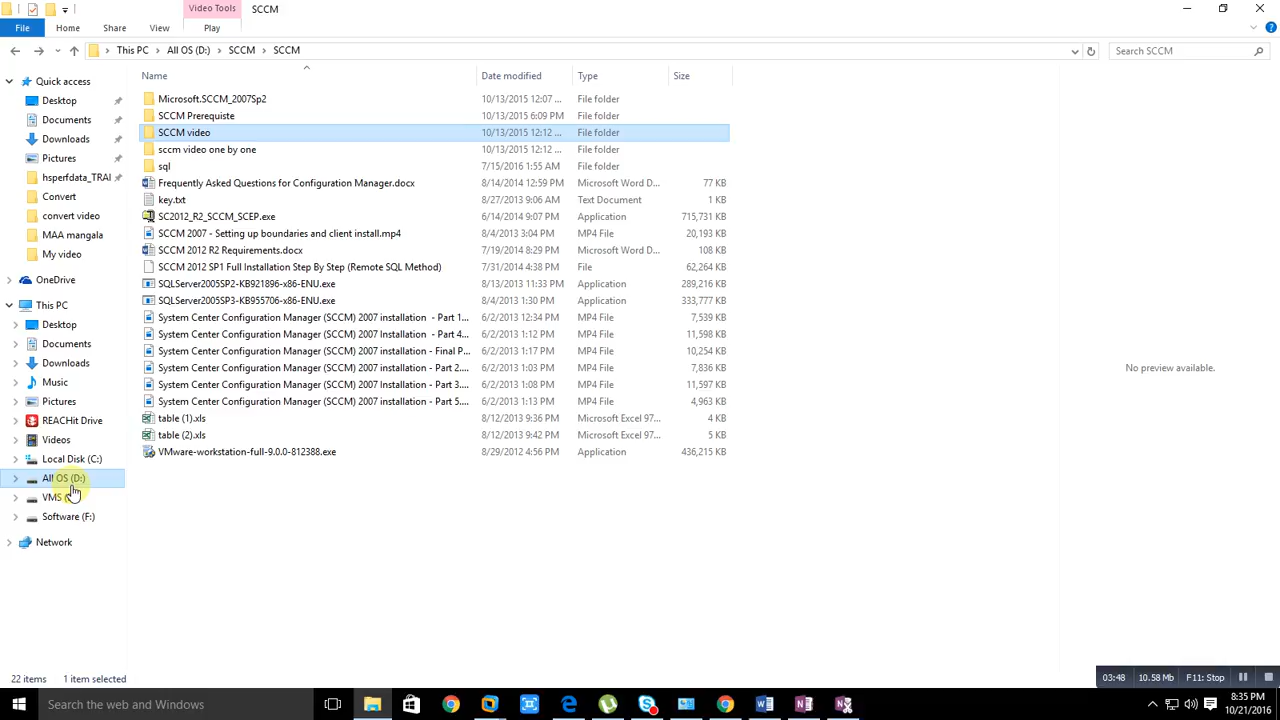 Video Tools
SCCM
File
Home
Share
View
Play
This PC
All OS (D:)
SCCM
SCCM
Search SCCM
Name
Date modified
Type
Size
Quick access
Desktop
Documents
Downloads
Pictures
hsperfdata_TRAI
Convert
convert video
MAA mangala
My video
OneDrive
This PC
Desktop
Documents
Downloads
Music
Pictures
REACHit Drive
Videos
Local Disk (C:)
All OS (D:)
VMS
Software (F:)
Network
Microsoft.SCCM_2007Sp2 10/13/2015 12:07 ... File folder
SCCM Prerequiste 10/13/2015 6:09 PM File folder
SCCM video 10/13/2015 12:12 ... File folder
sccm video one by one 10/13/2015 12:12 ... File folder
sql 7/15/2016 1:55 AM File folder
Frequently Asked Questions for Configuration Manager.docx 8/14/2014 12:59 PM Microsoft Word D... 77 KB
key.txt 8/27/2013 9:06 AM Text Document 1 KB
SC2012_R2_SCCM_SCEP.exe 6/14/2014 9:07 PM Application 715,731 KB
SCCM 2007 - Setting up boundaries and client install.mp4 8/4/2013 3:04 PM MP4 File 20,193 KB
SCCM 2012 R2 Requirements.docx 7/19/2014 8:29 PM Microsoft Word D... 108 KB
SCCM 2012 SP1 Full Installation Step By Step (Remote SQL Method) 7/31/2014 4:38 PM File 62,264 KB
SQLServer2005SP2-KB921896-x86-ENU.exe 8/13/2013 11:33 PM Application 289,216 KB
SQLServer2005SP3-KB955706-x86-ENU.exe 8/4/2013 1:30 PM Application 333,777 KB
System Center Configuration Manager (SCCM) 2007 installation - Part 1... 6/2/2013 12:34 PM MP4 File 7,539 KB
System Center Configuration Manager (SCCM) 2007 installation - Part 4... 6/2/2013 1:12 PM MP4 File 11,598 KB
System Center Configuration Manager (SCCM) 2007 installation - Final P... 6/2/2013 1:17 PM MP4 File 10,254 KB
System Center Configuration Manager (SCCM) 2007 Installation - Part 2... 6/2/2013 1:03 PM MP4 File 7,836 KB
System Center Configuration Manager (SCCM) 2007 Installation - Part 3... 6/2/2013 1:08 PM MP4 File 11,597 KB
System Center Configuration Manager (SCCM) 2007 installation - Part 5... 6/2/2013 1:13 PM MP4 File 4,963 KB
table (1).xls 8/12/2013 9:36 PM Microsoft Excel 97... 4 KB
table (2).xls 8/12/2013 9:42 PM Microsoft Excel 97... 5 KB
VMware-workstation-full-9.0.0-812388.exe 8/29/2012 4:56 PM Application 436,215 KB
No preview available.
22 items
1 item selected
03:48
10.58 Mb
F11: Stop
Search the web and Windows
8:35 PM
10/21/2016